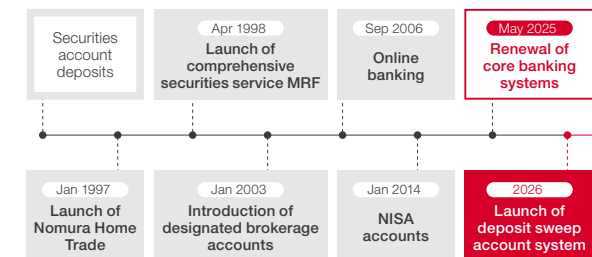 Securities
account
deposits
Apr 1998
Launch of
comprehensive
securities service MRF
Sep 2006
Online
banking
May 2025
Renewal of
core banking
systems
Jan 1997
Launch of
Nomura Home
Trade
Jan 2003
Introduction of
designated brokerage
accounts
Jan 2014
NISA
accounts
2026
Launch of
deposit sweep
account system